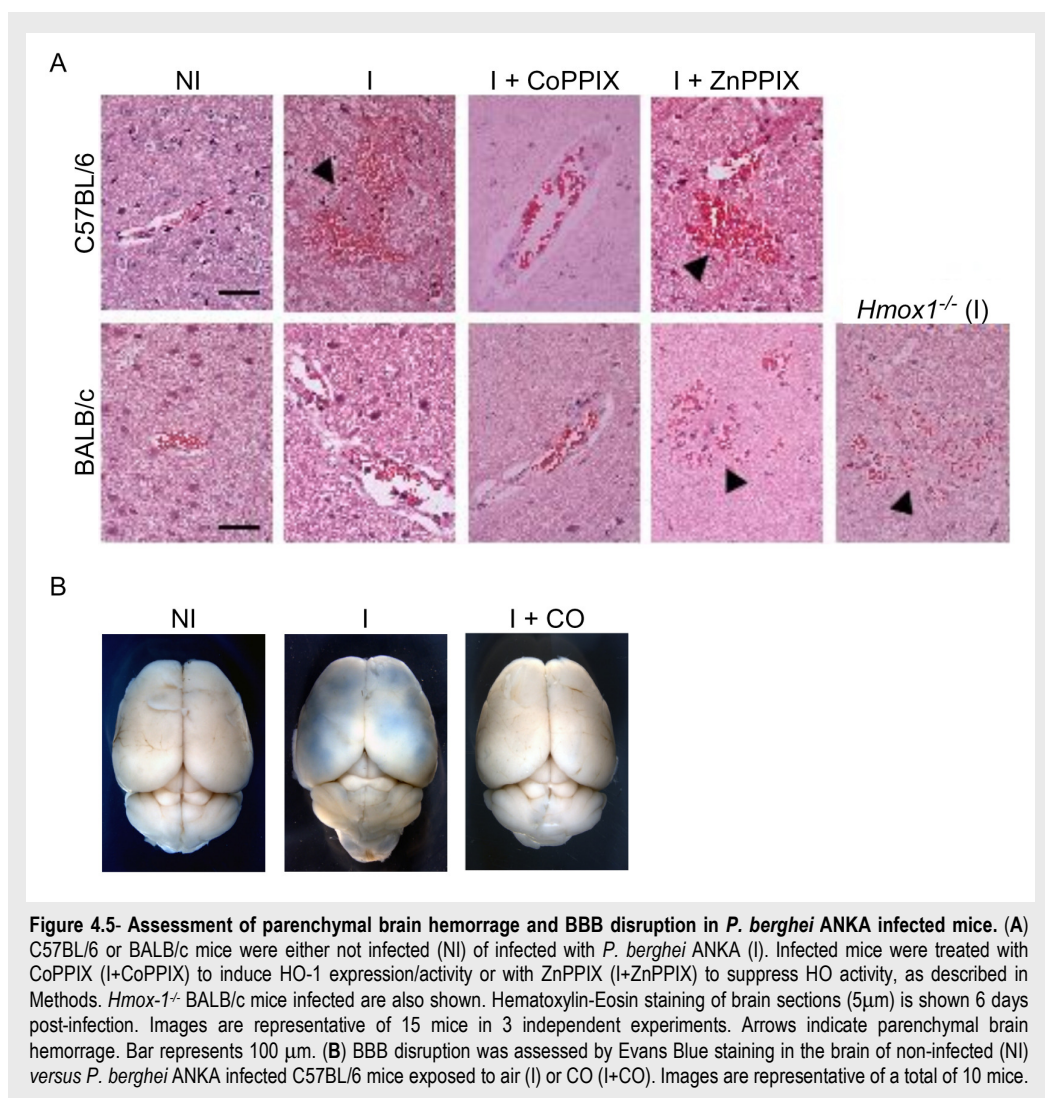 A
NI
I
I + CoPPIX
I + ZnPPIX
C57BL/6
Hmox1-/- (I)
BALB/c
B
NI
I
I + CO
Figure 4.5- Assessment of parenchymal brain hemorrage and BBB disruption in P. berghei ANKA infected mice. (A)
C57BL/6 or BALB/c mice were either not infected (NI) of infected with P. berghei ANKA (I). Infected mice were treated with
CoPPIX (I+CoPPIX) to induce HO-1 expression/activity or with ZnPPIX (I+ZnPPIX) to suppress HO activity, as described in
Methods. Hmox-1-/- BALB/c mice infected are also shown. Hematoxylin-Eosin staining of brain sections (5μm) is shown 6 days
post-infection. Images are representative of 15 mice in 3 independent experiments. Arrows indicate parenchymal brain
hemorrage. Bar represents 100 μm. (B) BBB disruption was assessed by Evans Blue staining in the brain of non-infected (NI)
versus P. berghei ANKA infected C57BL/6 mice exposed to air (I) or CO (I+CO). Images are representative of a total of 10 mice.